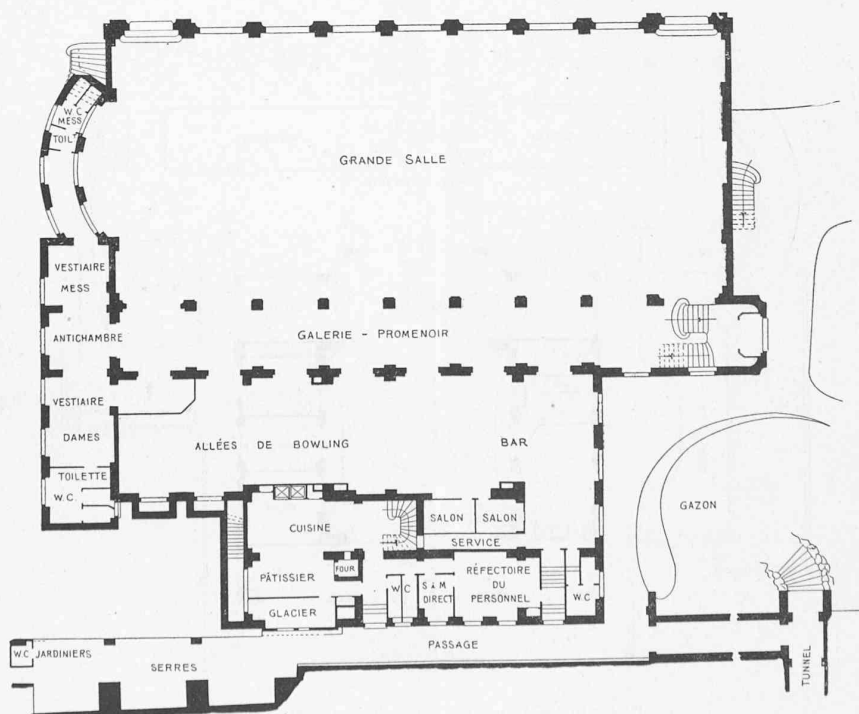 W.C
MESS
TOIL
GRANDE SALLE
VESTIAIRE
MESS
ANTICHAMBRE
GALERIE - PROMENOIR
VESTIAIRE
DAMES
ALLÉES DE BOWLING
BAR
TOILETTE
W.C.
GAZON
CUISINE
SALON
SALON
SERVICE
PÂTISSIER
FOUR
GLACIER
W C
S à M
DIRECT
RÉFECTOIRE
DU
PERSONNEL
W.C
PASSAGE
W.C JARDINIERS
SERRES
TUNNEL